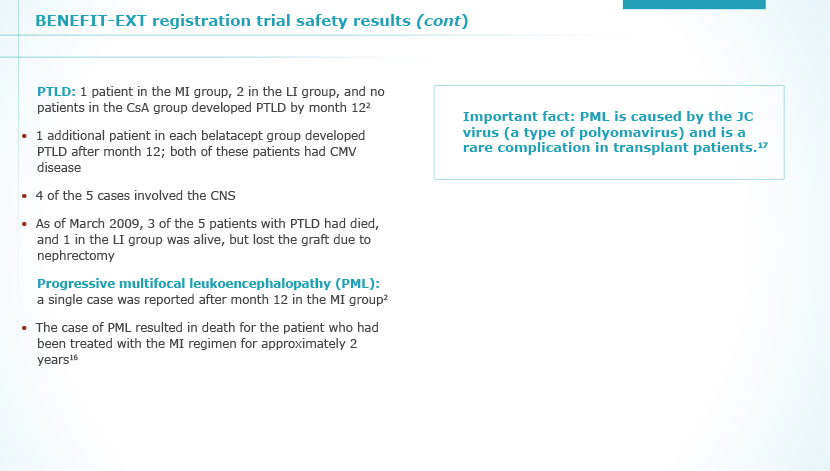 BENEFIT-EXT registration trial safety results (cont)
PTLD: 1 patient in the MI group, 2 in the LI group, and no
patients in the CsA group developed PTLD by month 12²
• 1 additional patient in each belatacept group developed
PTLD after month 12; both of these patients had CMV
disease
• 4 of the 5 cases involved the CNS
• As of March 2009, 3 of the 5 patients with PTLD had died,
and 1 in the LI group was alive, but lost the graft due to
nephrectomy
Progressive multifocal leukoencephalopathy (PML):
a single case was reported after month 12 in the MI group²
• The case of PML resulted in death for the patient who had
been treated with the MI regimen for approximately 2
years¹⁶
Important fact: PML is caused by the JC
virus (a type of polyomavirus) and is a
rare complication in transplant patients.¹⁷